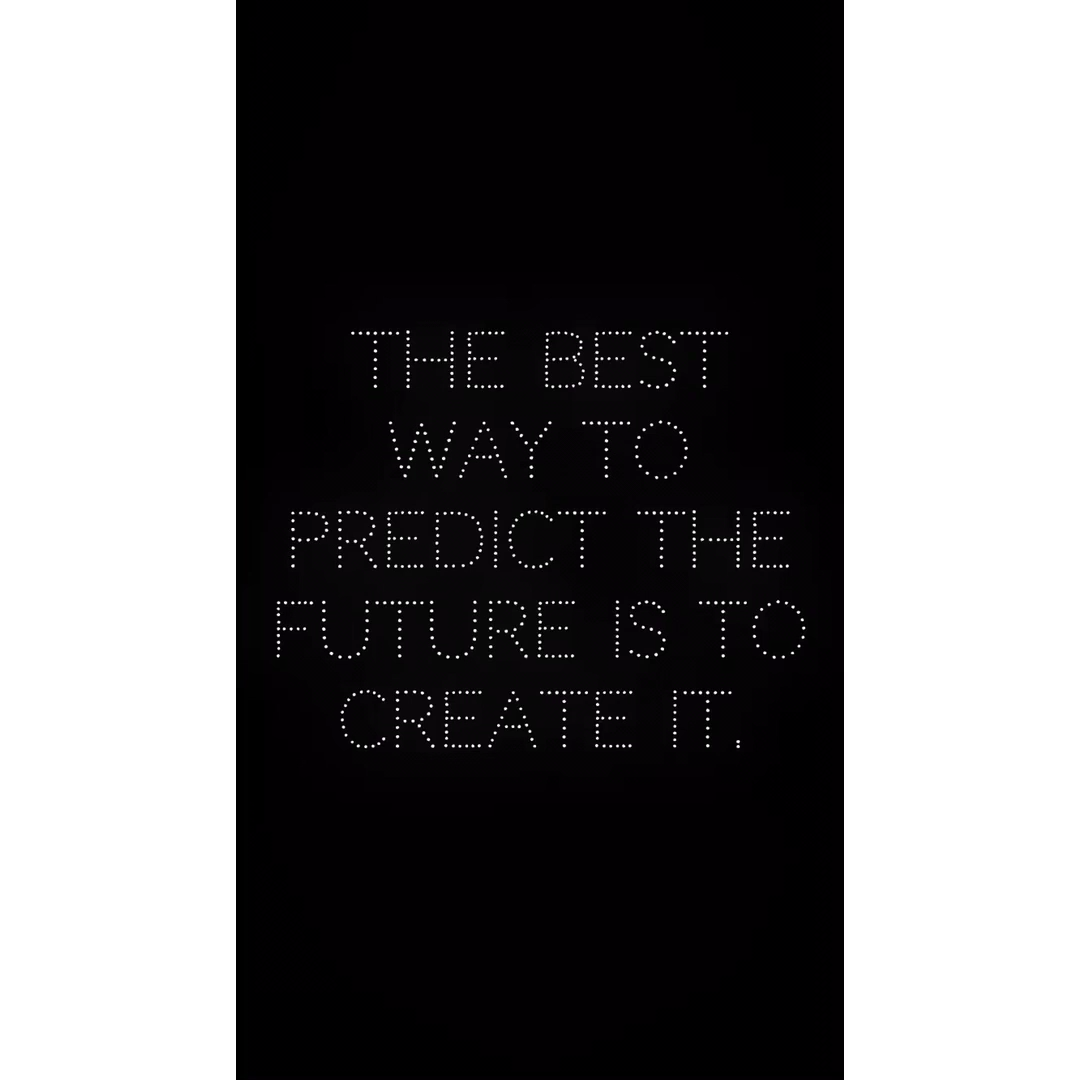 THE BEST
WAY TO
PREDICT THE
FUTURE IS TO
CREATE IT.